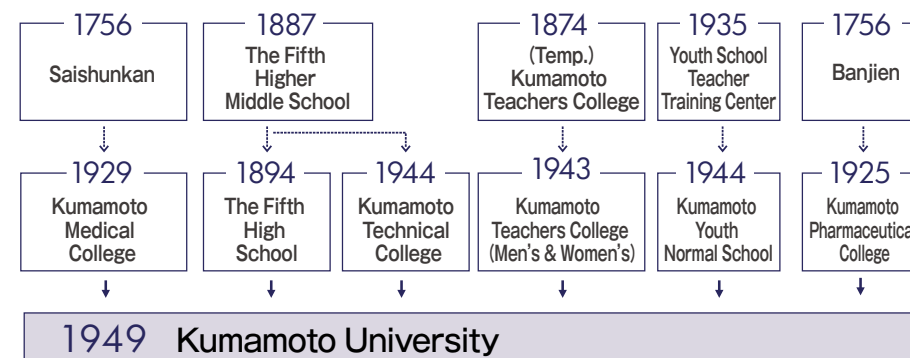 1756
Saishunkan
1887
The Fifth
Higher
Middle School
1874
(Temp.)
Kumamoto
Teachers College
1935
Youth School
Teacher
Training Center
1756
Banjien
1929
Kumamoto
Medical
College
1894
The Fifth
High
School
1944
Kumamoto
Technical
College
1943
Kumamoto
Teachers College
(Men's & Women's)
1944
Kumamoto
Youth
Normal School
1925
Kumamoto
Pharmaceutical
College
1949 Kumamoto University